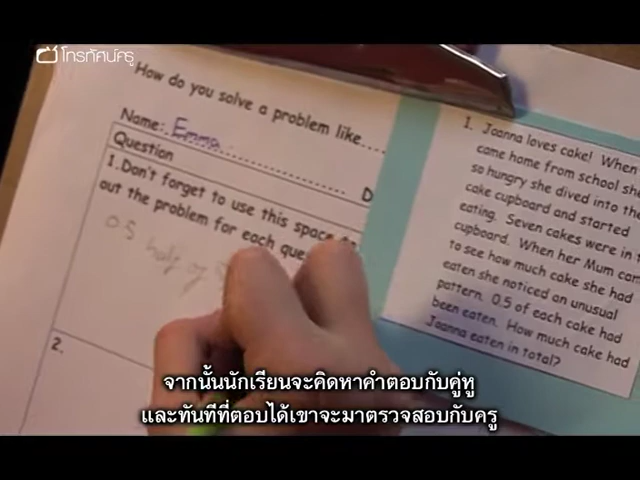 โทรทัศน์ครู
How do you solve a problem like....
Name: Emma
Question
1. Don't forget to use this space to
out the problem for each
0.5 half of
2.
1. Joanna loves cake! When
came home from school she
so hungry she dived into the
cake cupboard and started
eating. Seven cakes were in
cupboard. When her Mum
to see how much cake she had
eaten she noticed an unusual
pattern. 0.5 of each cake had
been eaten. How much cake had
Joanna eaten in total?
จากนั้นนักเรียนจะคิดหาคำตอบกับคู่หู
และทันทีที่ตอบได้เขาจะมาตรวจสอบกับครู